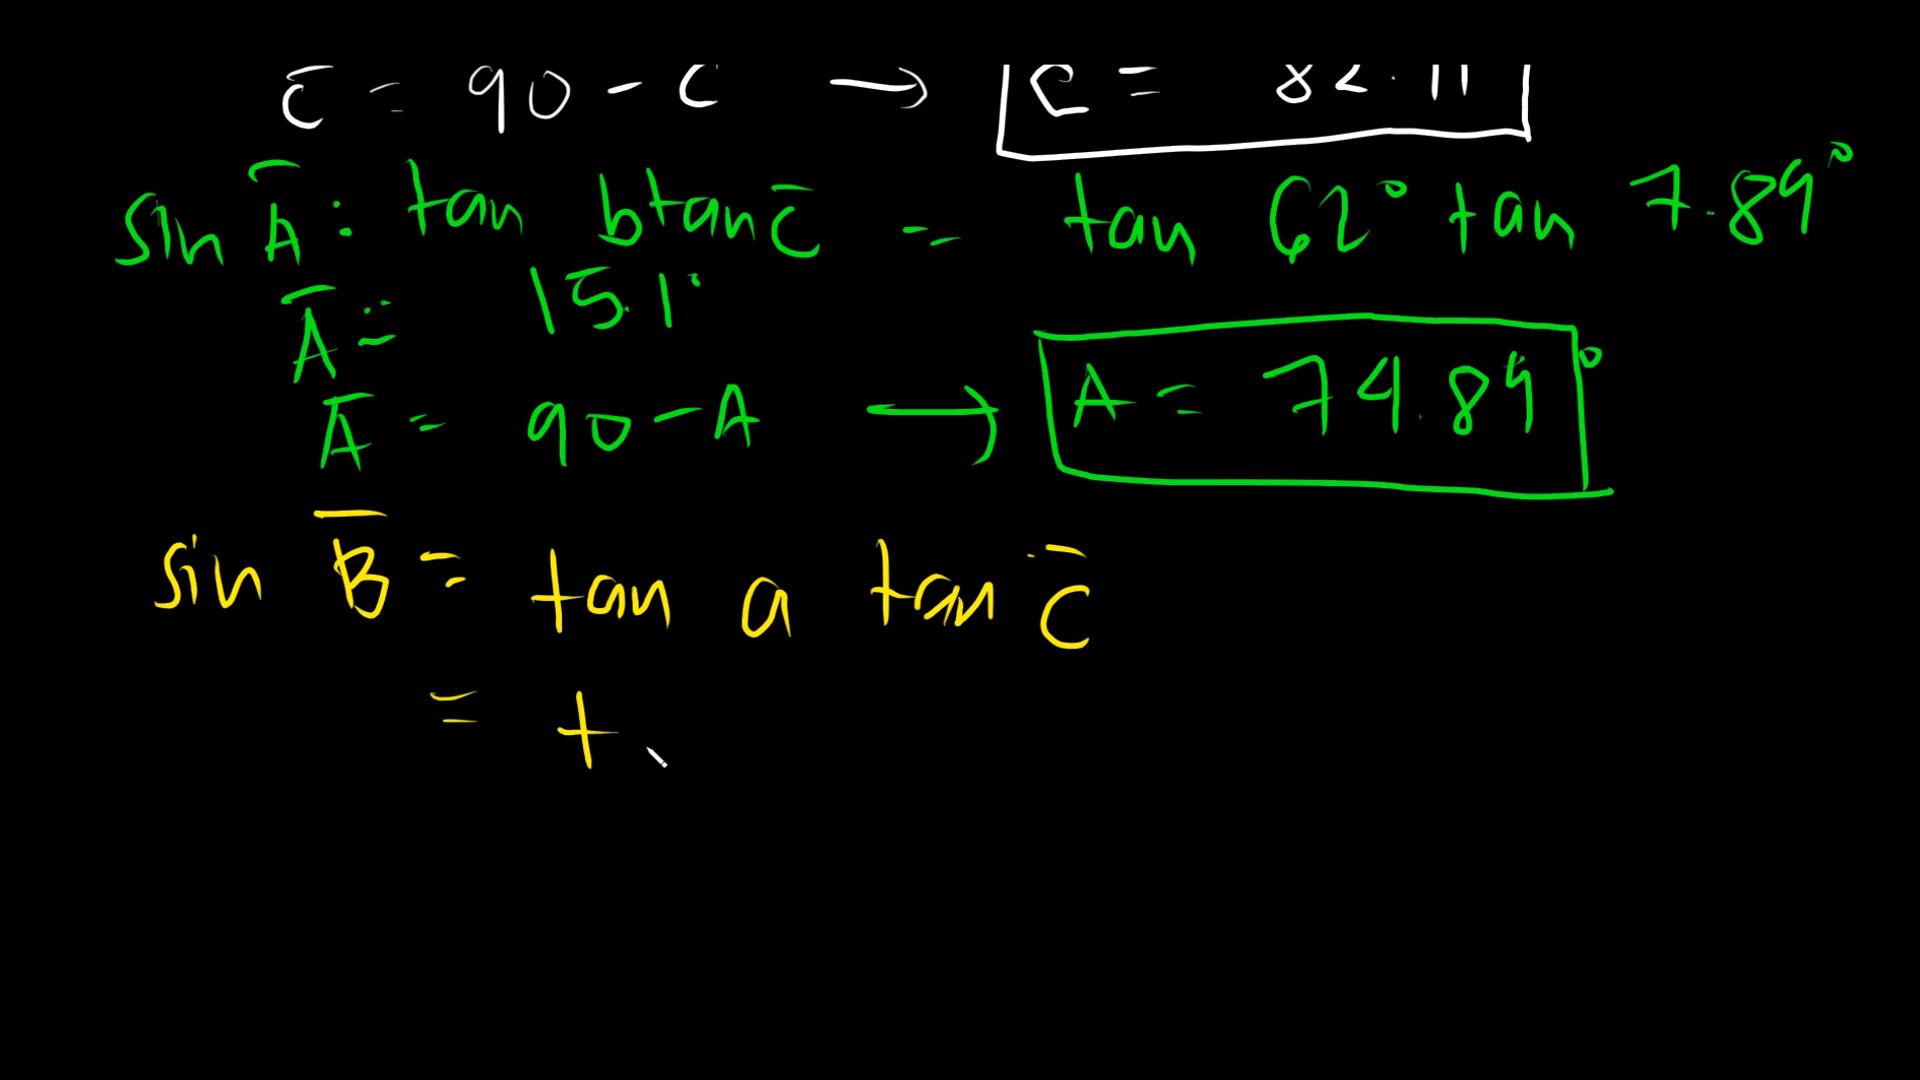 c̄ = 90 - c → c = 82.11
sin Ā = tan b tan c̄ = tan 62° tan 7.89°
Ā = 15.1°
Ā = 90 - A → A = 74.89°
sin B̄ = tan a tan c̄
= t